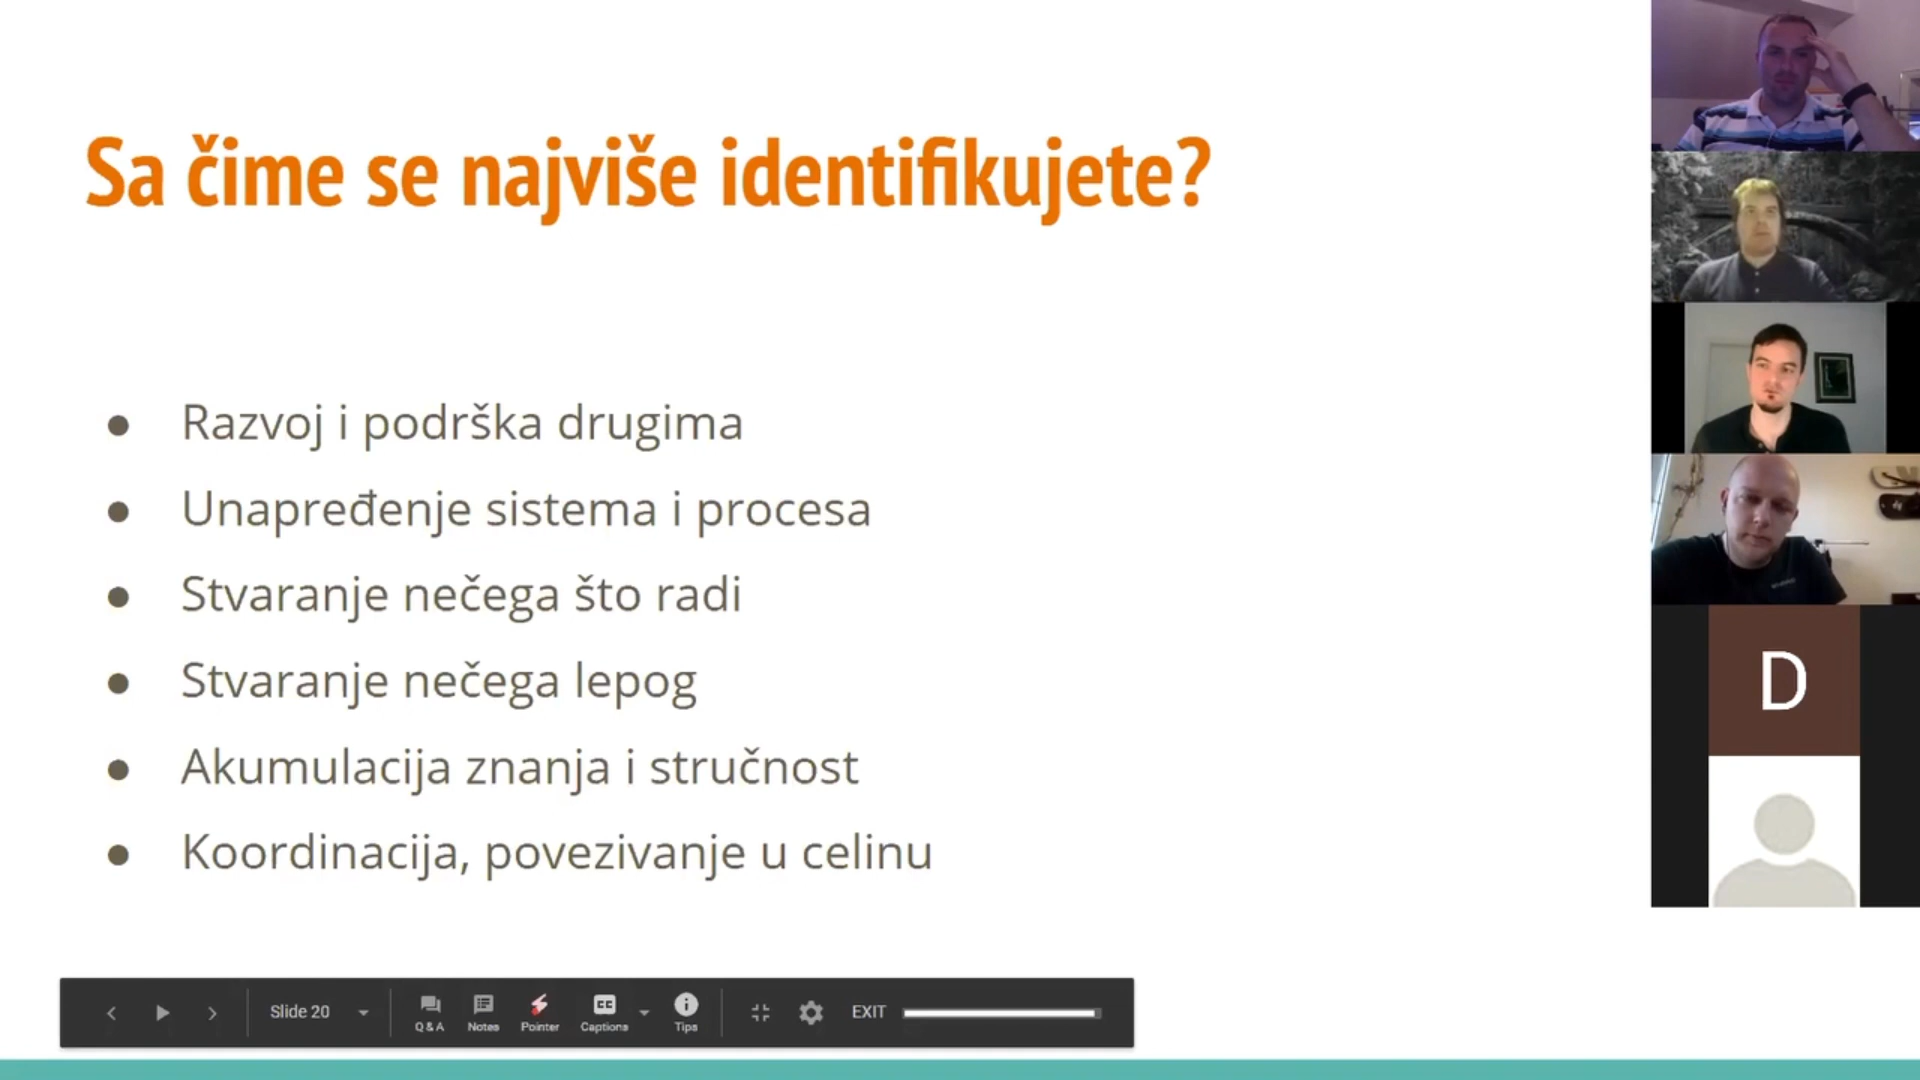 Sa čime se najviše identifikujete?
Razvoj i podrška drugima
Unapređenje sistema i procesa
Stvaranje nečega što radi
Stvaranje nečega lepog
Akumulacija znanja i stručnost
Koordinacija, povezivanje u celinu
D
Slide 20
Q & A
Notes
Pointer
CC
Captions
Tips
EXIT